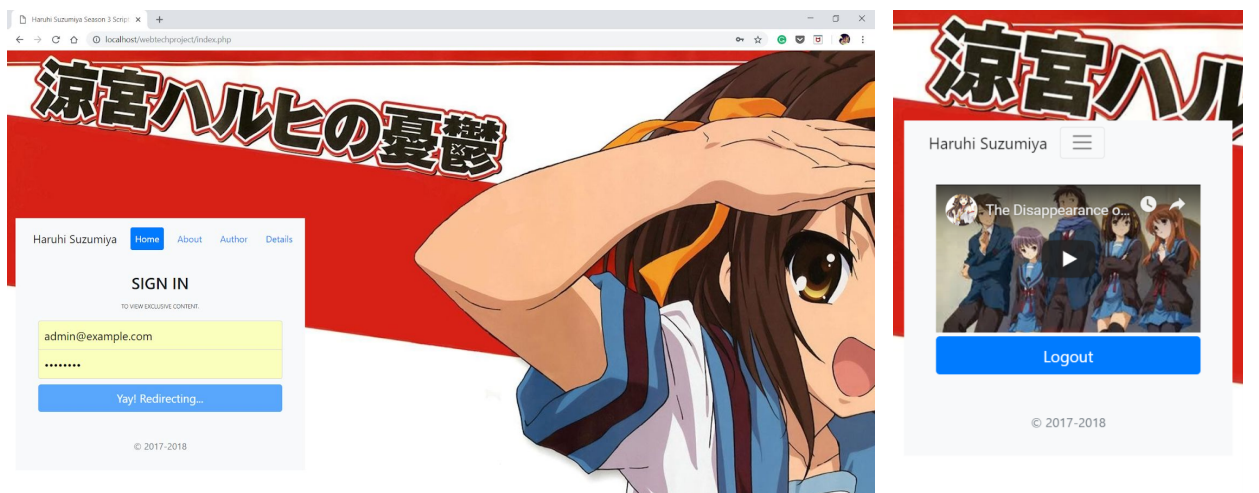 Haruhi Suzumiya Season 3 Script
localhost/webtechproject/index.php
涼宮ハルヒの憂鬱
Haruhi Suzumiya Home About Author Details
SIGN IN
TO VIEW EXCLUSIVE CONTENT.
admin@example.com
••••••••
Yay! Redirecting...
© 2017-2018
涼宮ハル
Haruhi Suzumiya
The Disappearance o...
Logout
© 2017-2018